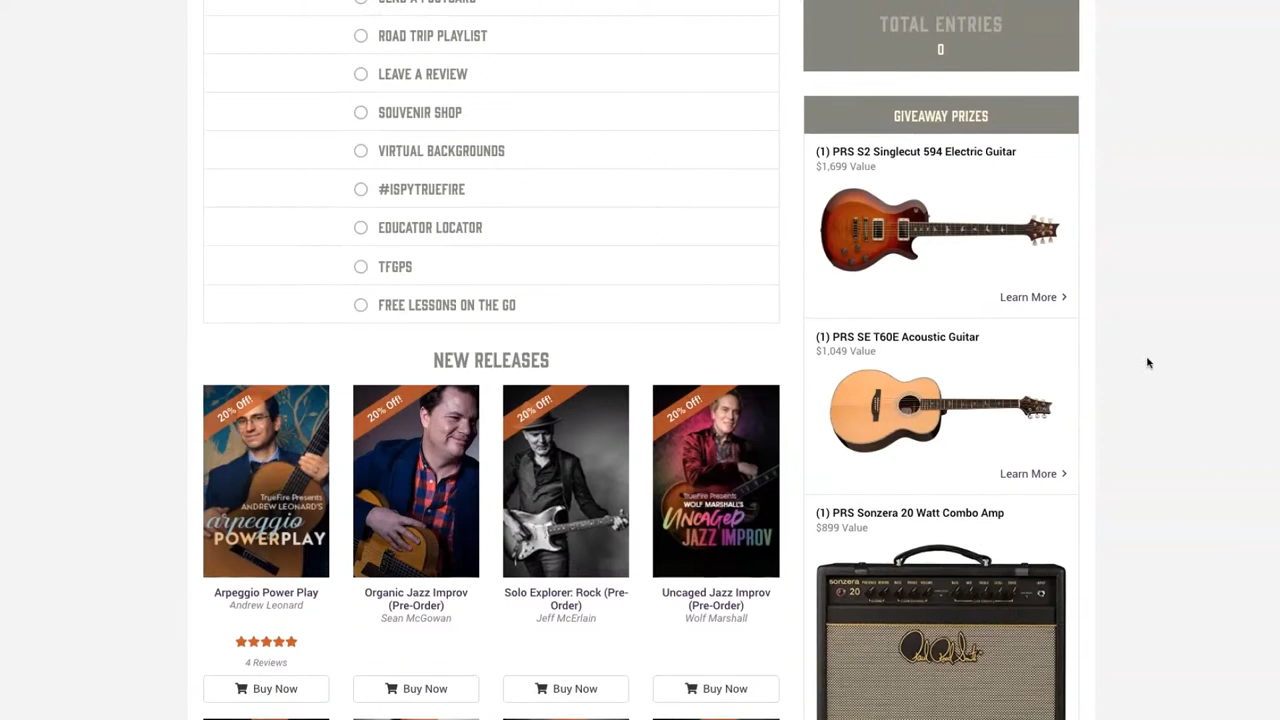 SEND A POSTCARD
ROAD TRIP PLAYLIST
LEAVE A REVIEW
SOUVENIR SHOP
VIRTUAL BACKGROUNDS
#ISPYTRUEFIRE
EDUCATOR LOCATOR
TFGPS
FREE LESSONS ON THE GO
NEW RELEASES
20% Off!
TrueFire Presents
ANDREW LEONARD'S
arpeggio
POWERPLAY
Arpeggio Power Play
Andrew Leonard
4 Reviews
Buy Now
20% Off!
Organic Jazz Improv
(Pre-Order)
Sean McGowan
Buy Now
20% Off!
Solo Explorer: Rock (Pre-
Order)
Jeff McErlain
Buy Now
20% Off!
TrueFire Presents
WOLF MARSHALL'S
UNCAGED
JAZZ IMPROV
Uncaged Jazz Improv
(Pre-Order)
Wolf Marshall
Buy Now
TOTAL ENTRIES
0
GIVEAWAY PRIZES
(1) PRS S2 Singlecut 594 Electric Guitar
$1,699 Value
Learn More
(1) PRS SE T60E Acoustic Guitar
$1,049 Value
Learn More
(1) PRS Sonzera 20 Watt Combo Amp
$899 Value
sonzera
20